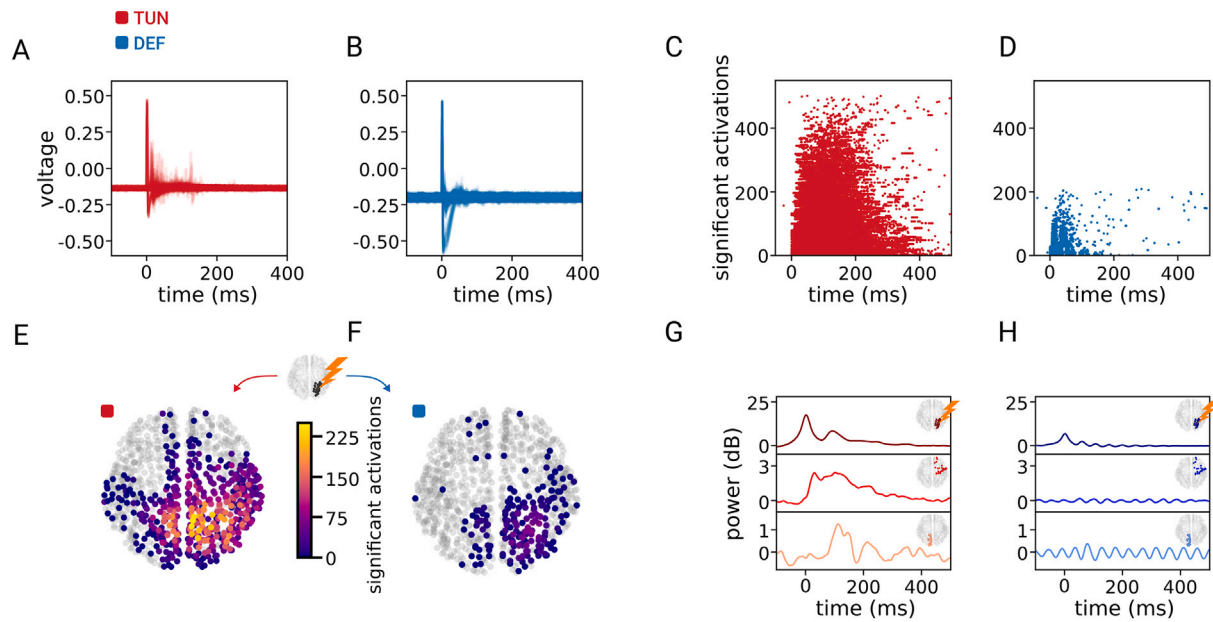 TUN
DEF
A
B
C
D
0.50
0.25
0.00
-0.25
-0.50
voltage
0
200
400
time (ms)
0.50
0.25
0.00
-0.25
-0.50
0
200
400
time (ms)
400
200
0
significant activations
0
200
400
time (ms)
400
200
0
0
200
400
time (ms)
E
F
G
H
225
150
75
0
significant activations
25
0
3
0
1
0
power (dB)
0
200
400
time (ms)
25
0
3
0
1
0
0
200
400
time (ms)